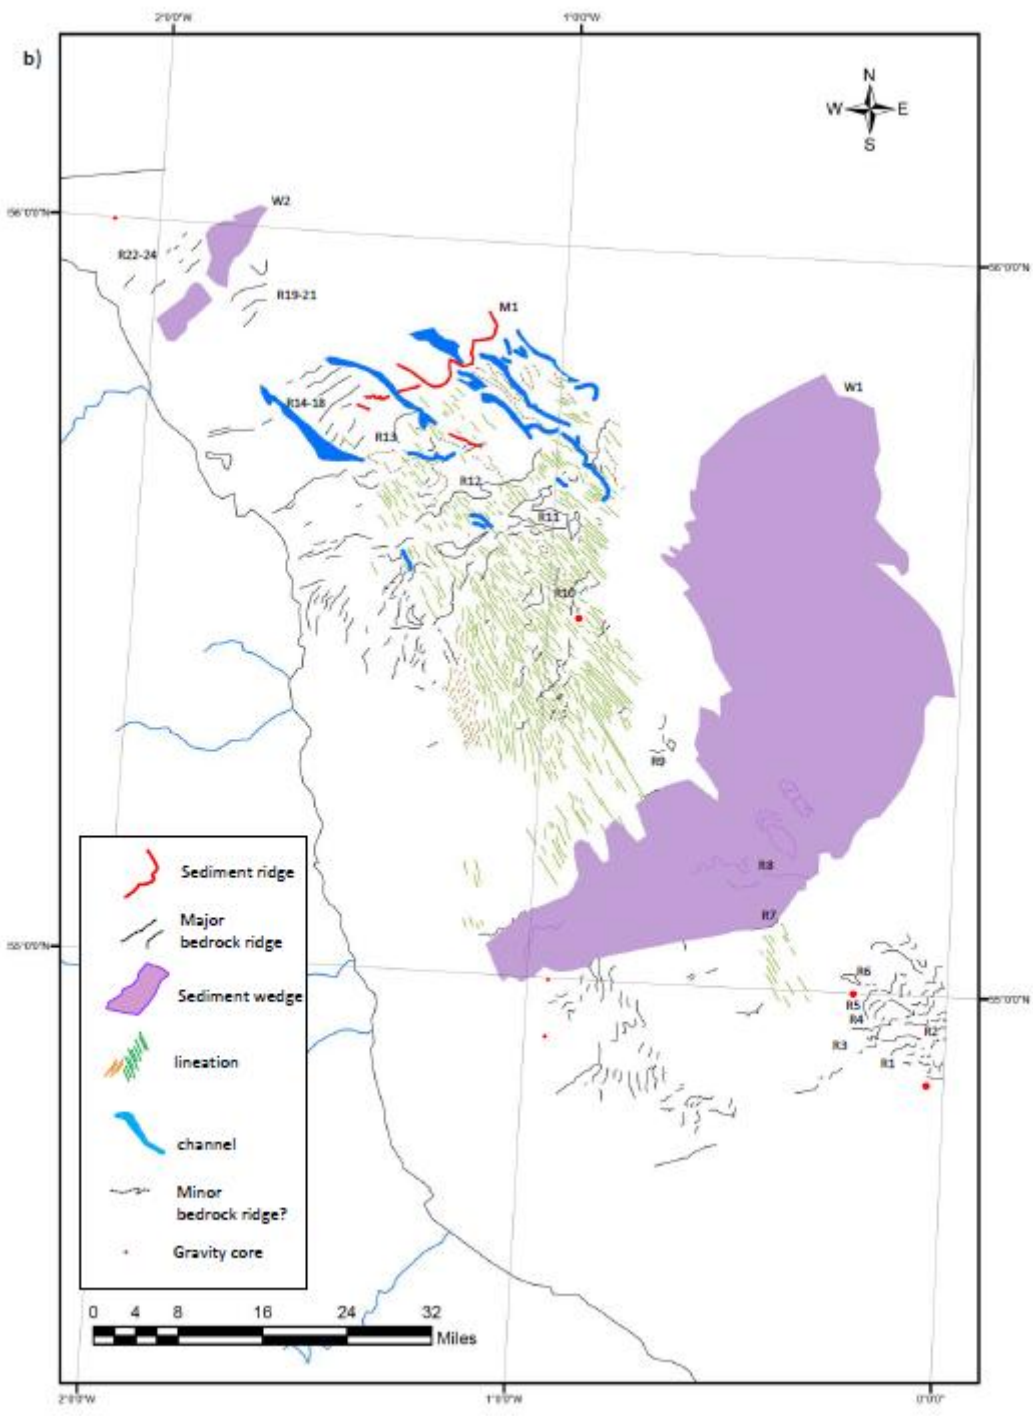 2°0'0"W
1°0'0"W
b)
N
W
E
S
56°0'0"N
W2
R22-24
56°0'0"N
R19-21
M1
W1
R14-18
R13
R12
R11
R10
R9
R8
R7
55°0'0"N
R6
R5
55°0'0"N
R4
R2
R3
R1
Sediment ridge
Major
bedrock ridge
Sediment wedge
lineation
channel
Minor
bedrock ridge?
Gravity core
0 4 8 16 24 32
Miles
2°0'0"W
1°0'0"W
0°0'0"